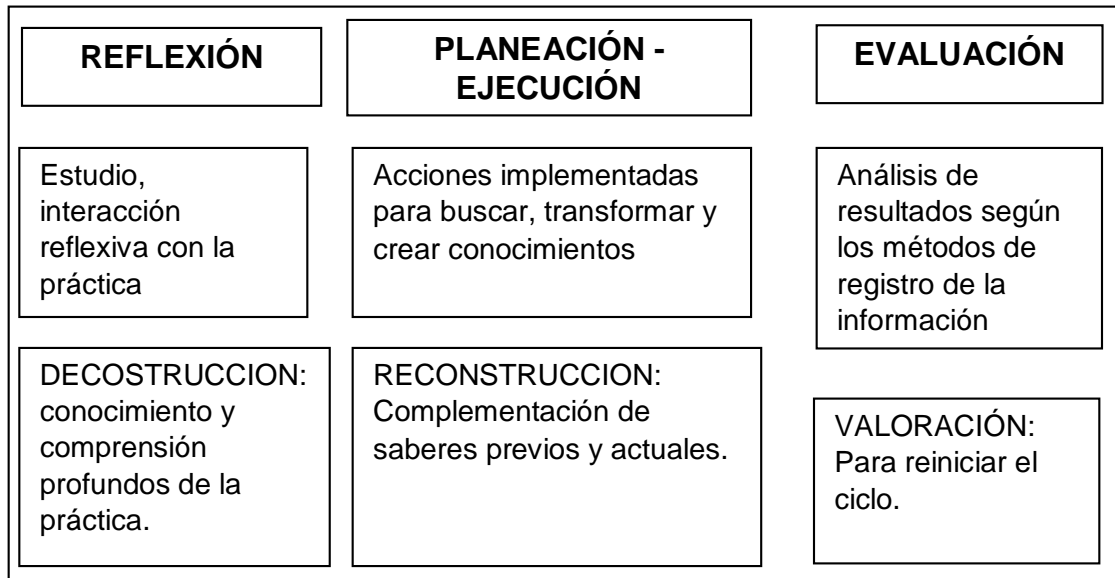 REFLEXIÓN
PLANEACIÓN -
EJECUCIÓN
EVALUACIÓN
Estudio,
interacción
reflexiva con la
práctica
Acciones implementadas
para buscar, transformar y
crear conocimientos
Análisis de
resultados según
los métodos de
registro de la
información
DECOSTRUCCION:
conocimiento y
comprensión
profundos de la
práctica.
RECONSTRUCCION:
Complementación de
saberes previos y actuales.
VALORACIÓN:
Para reiniciar el
ciclo.